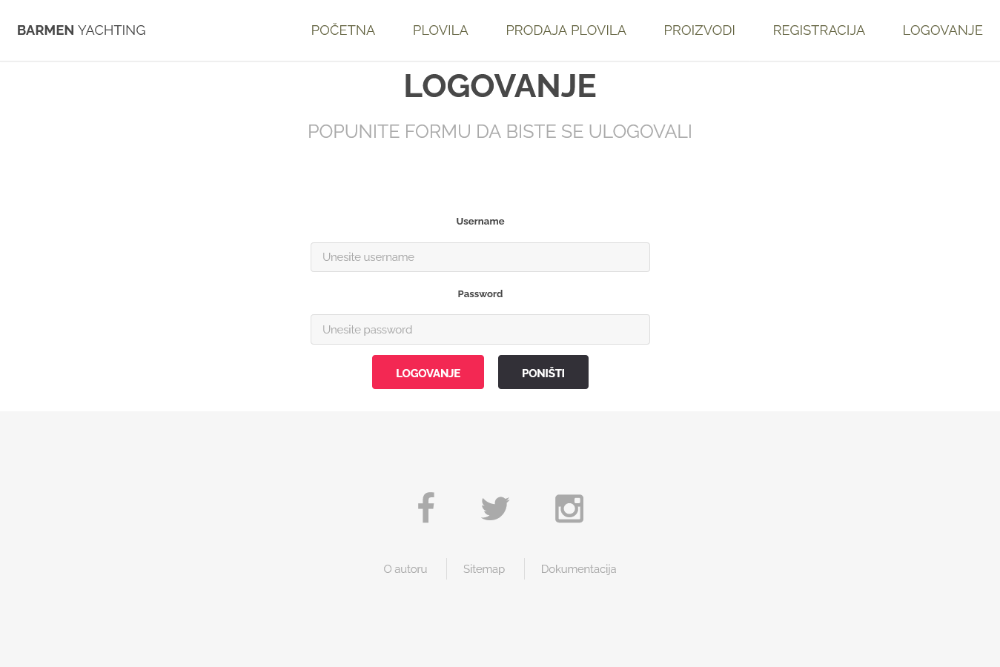 BARMEN YACHTING
POČETNA
PLOVILA
PRODAJA PLOVILA
PROIZVODI
REGISTRACIJA
LOGOVANJE
LOGOVANJE
POPUNITE FORMU DA BISTE SE ULOGOVALI
Username
Unesite username
Password
Unesite password
LOGOVANJE
PONIŠTI
O autoru
Sitemap
Dokumentacija